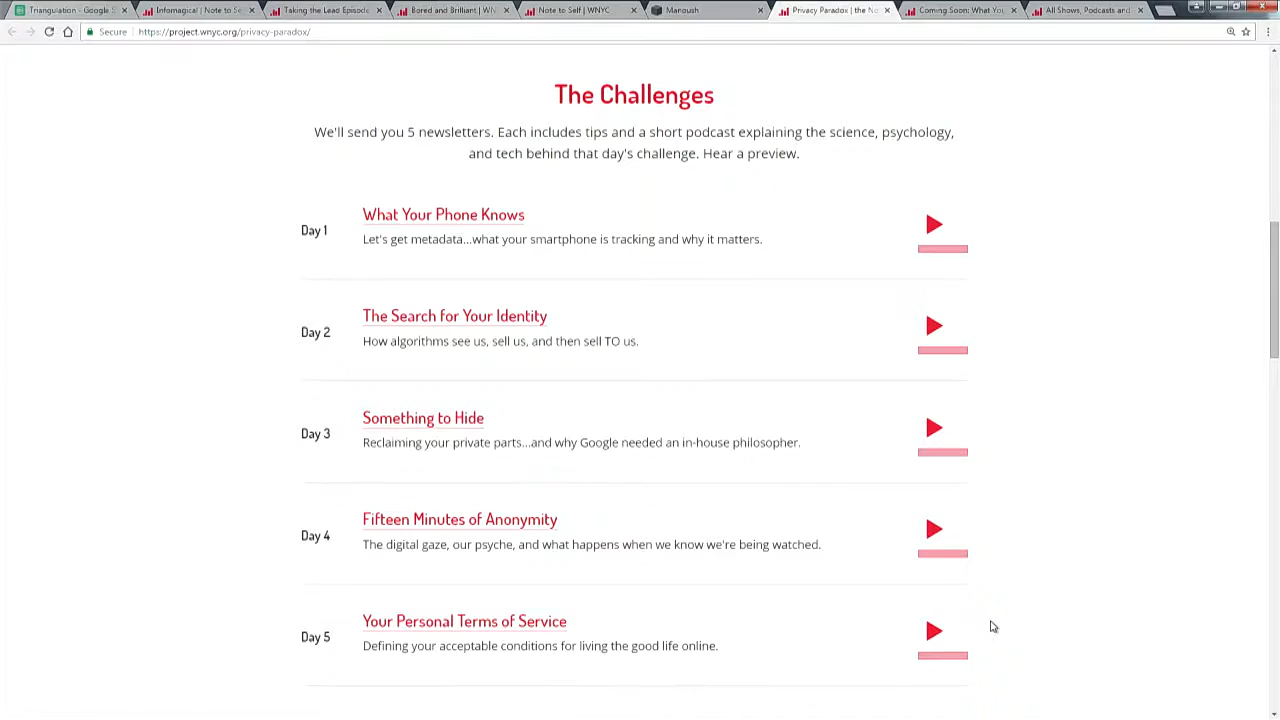 Triangulation - Google S
Infomagical | Note to Se
Taking the Lead Episode
Bored and Brilliant | WN
Note to Self | WNYC
Manoush
Privacy Paradox | the No
Coming Soon: What You
All Shows, Podcasts and
Secure
https://project.wnyc.org/privacy-paradox/
The Challenges
We'll send you 5 newsletters. Each includes tips and a short podcast explaining the science, psychology,
and tech behind that day's challenge. Hear a preview.
Day 1
What Your Phone Knows
Let's get metadata...what your smartphone is tracking and why it matters.
Day 2
The Search for Your Identity
How algorithms see us, sell us, and then sell TO us.
Day 3
Something to Hide
Reclaiming your private parts...and why Google needed an in-house philosopher.
Day 4
Fifteen Minutes of Anonymity
The digital gaze, our psyche, and what happens when we know we're being watched.
Day 5
Your Personal Terms of Service
Defining your acceptable conditions for living the good life online.